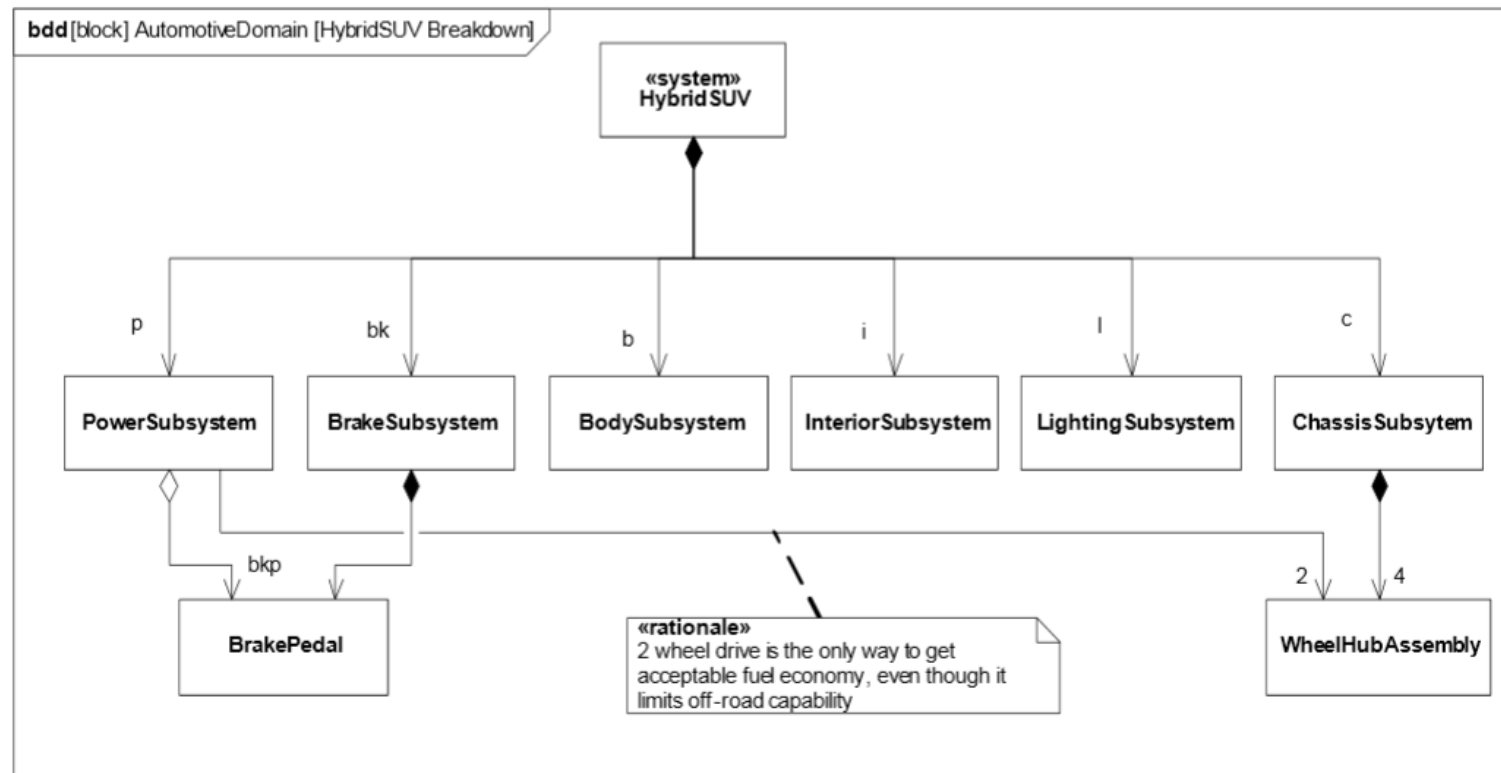 bdd [block] AutomotiveDomain [HybridSUV Breakdown]
«system»
HybridSUV
p
bk
b
i
l
c
PowerSubsystem
BrakeSubsystem
BodySubsystem
InteriorSubsystem
LightingSubsystem
ChassisSubsytem
bkp
2
4
BrakePedal
«rationale»
2 wheel drive is the only way to get
acceptable fuel economy, even though it
limits off-road capability
WheelHubAssembly